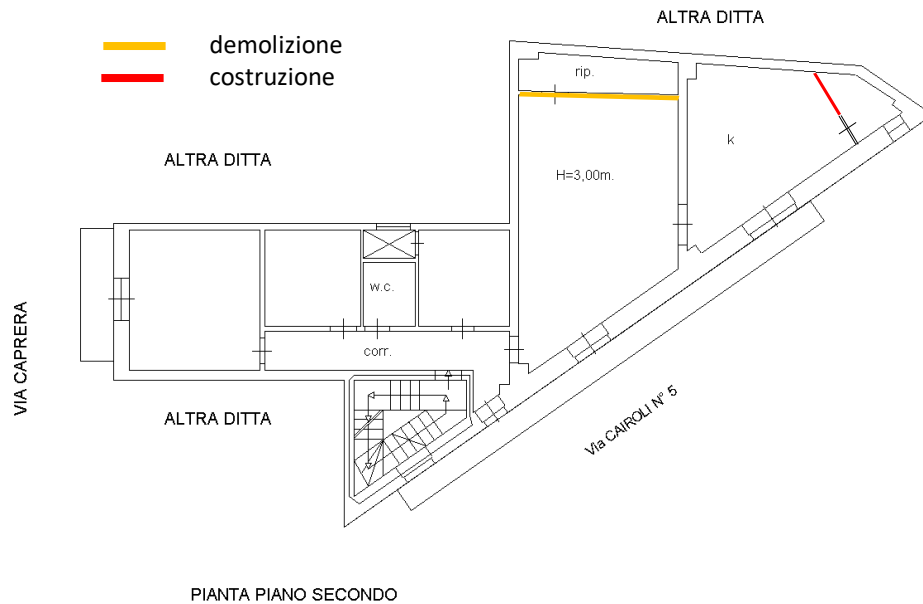 ALTRA DITTA
demolizione
costruzione
rip.
ALTRA DITTA
k
H=3,00m.
w.c.
corr.
VIA CAPRERA
ALTRA DITTA
Via CAIROLI N° 5
PIANTA PIANO SECONDO